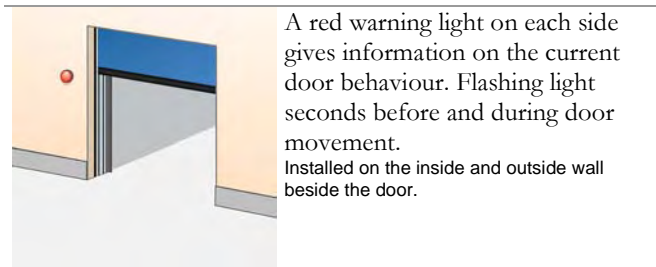 A red warning light on each side
gives information on the current
door behaviour. Flashing light
seconds before and during door
movement.
Installed on the inside and outside wall
beside the door.